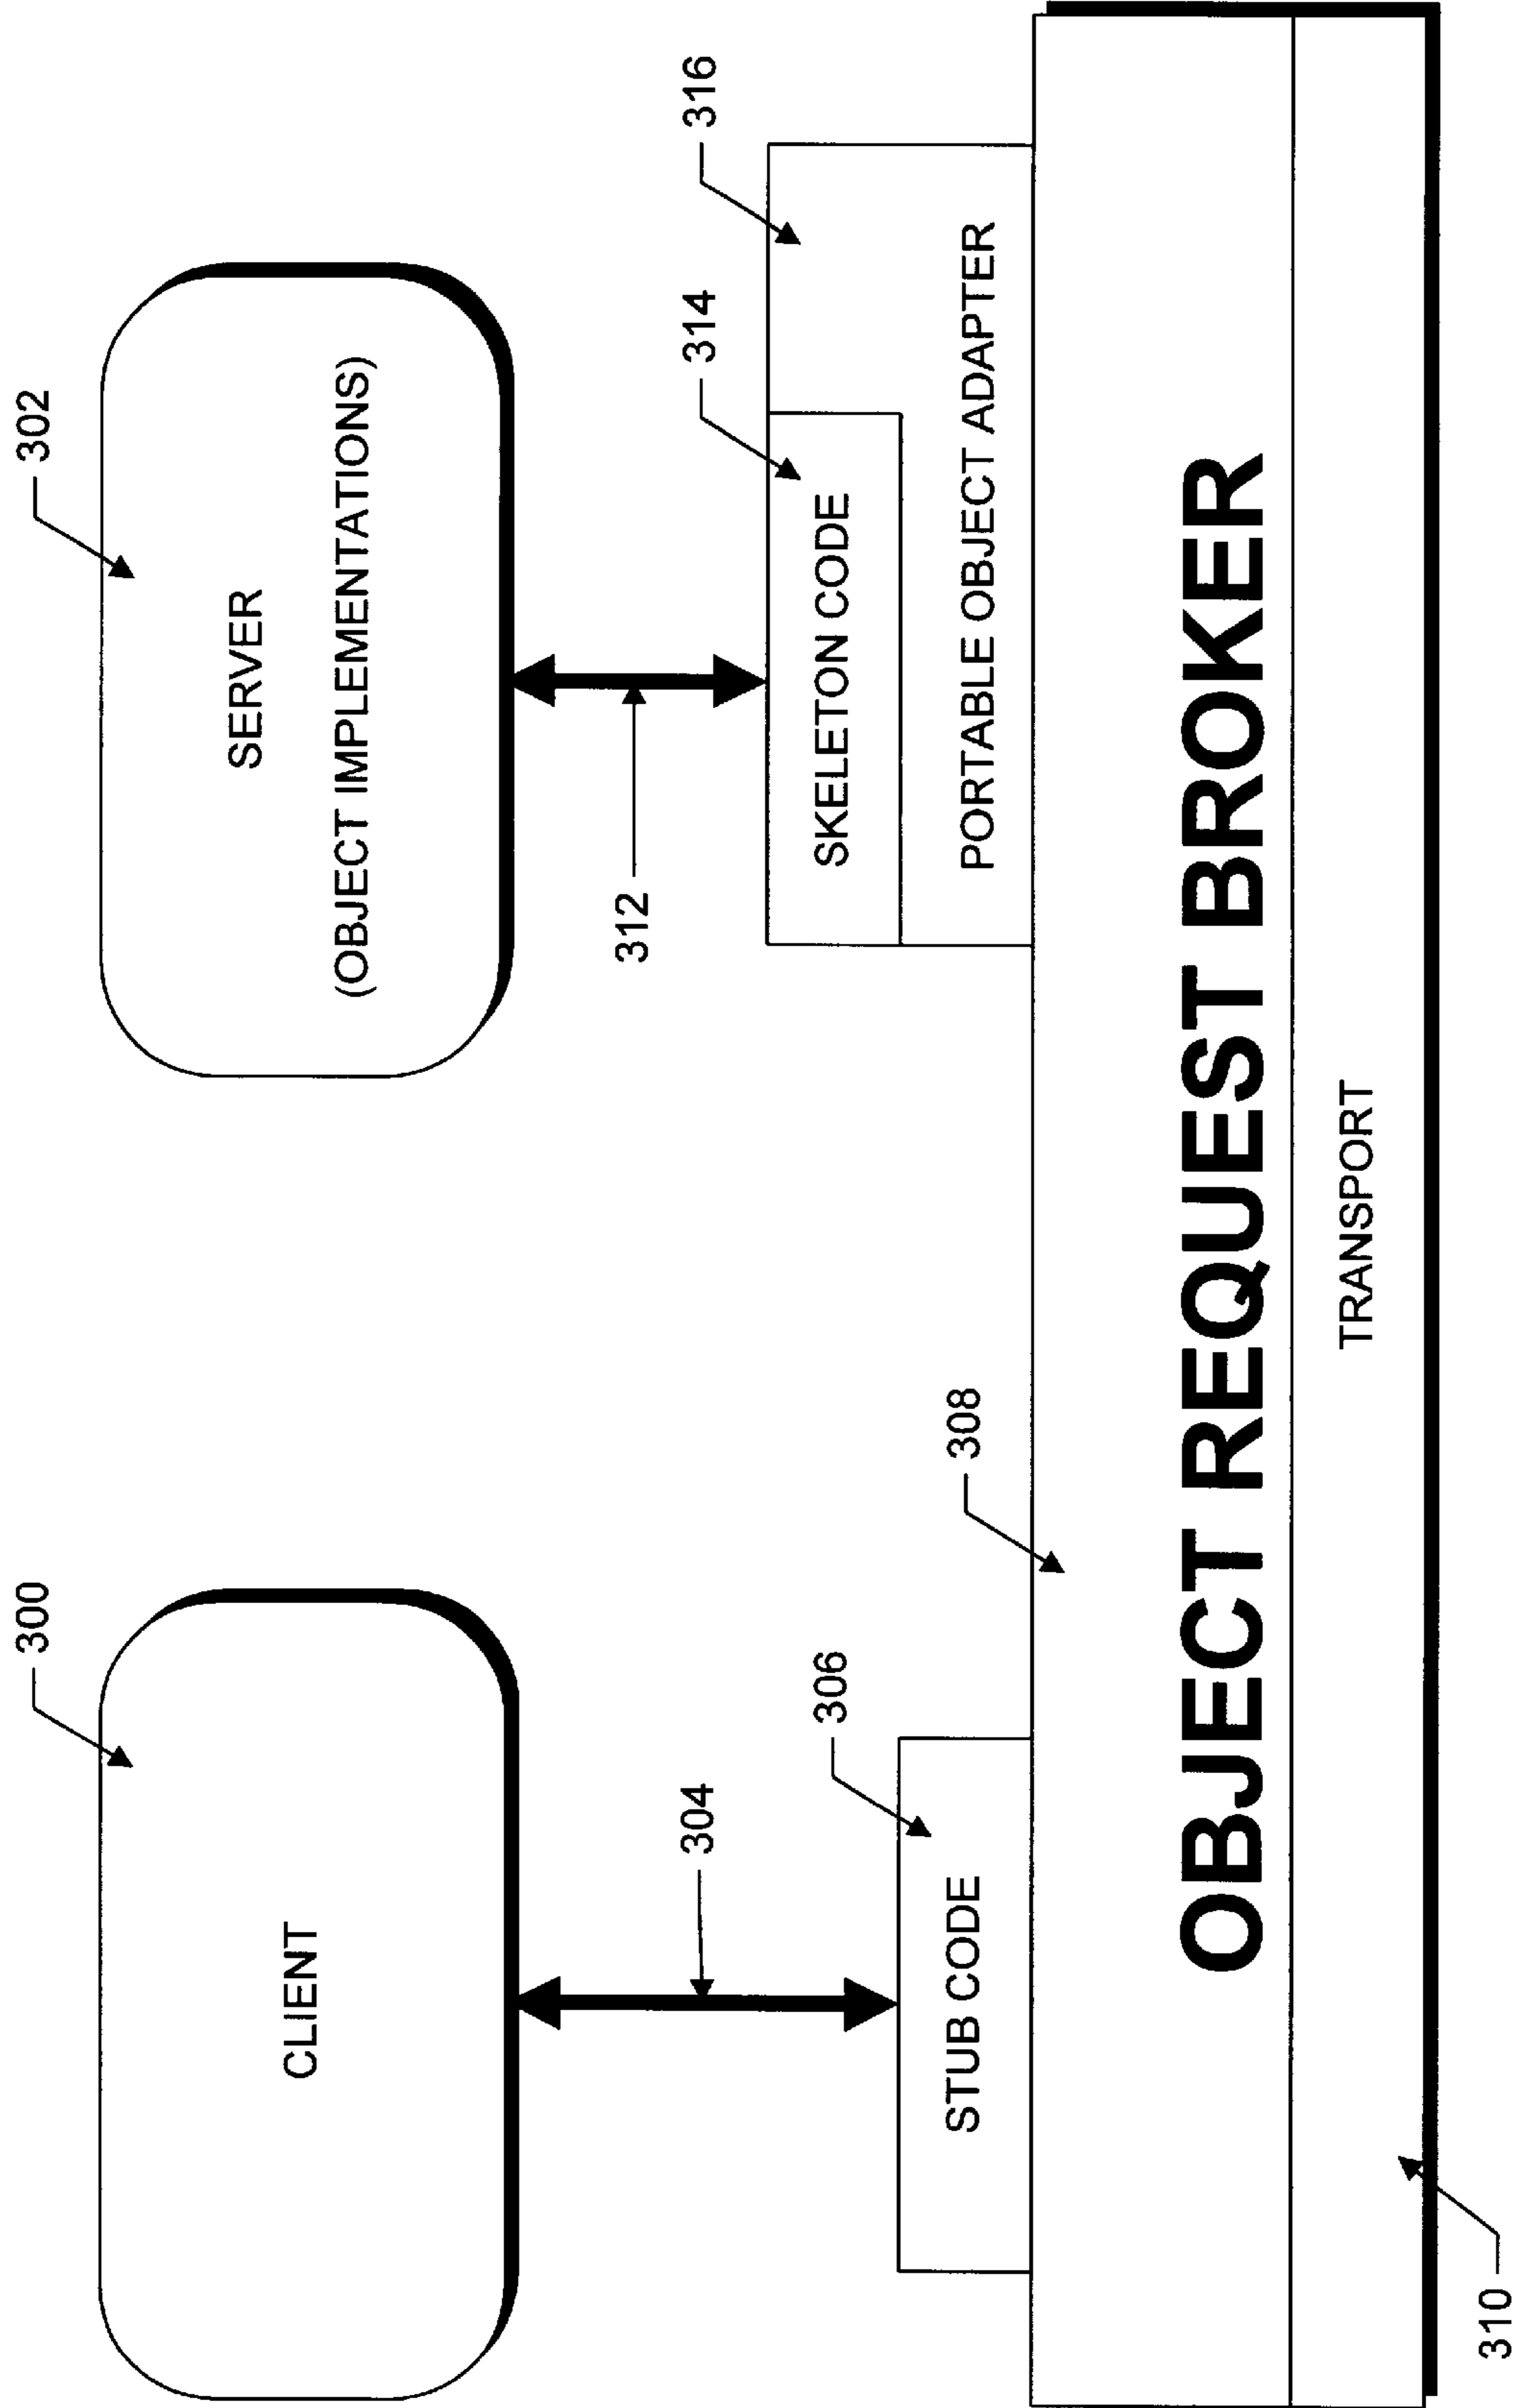 300
302
CLIENT
SERVER
(OBJECT IMPLEMENTATIONS)
304
312
306
314
316
STUB CODE
SKELETON CODE
PORTABLE OBJECT ADAPTER
308
OBJECT REQUEST BROKER
TRANSPORT
310